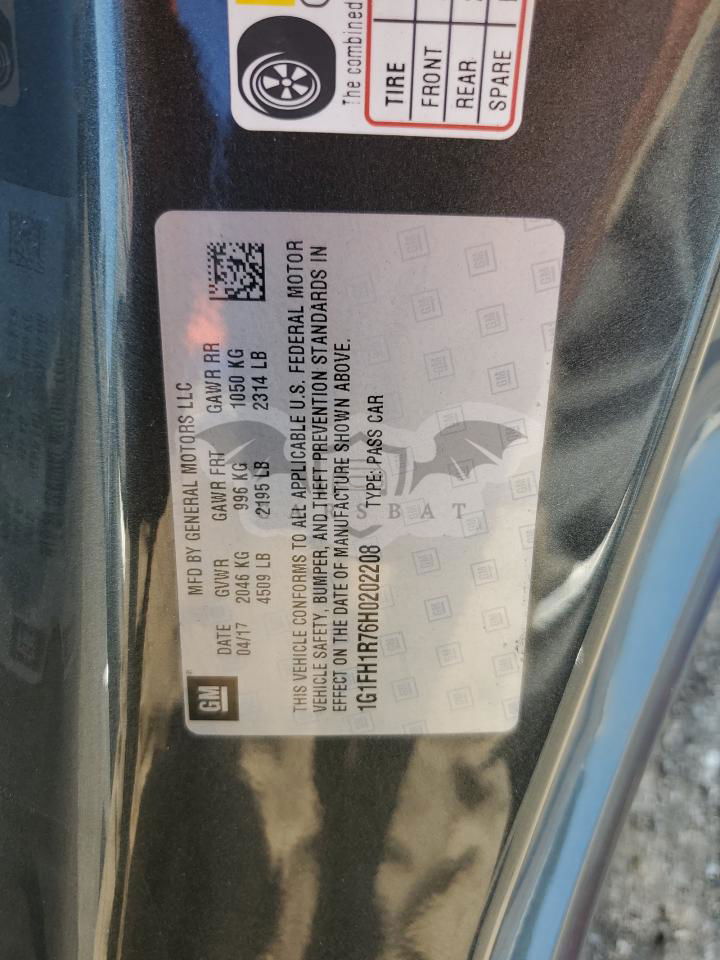 The combined
TIRE
FRONT
REAR
SPARE
MFD BY GENERAL MOTORS LLC
DATE GVWR GAWR FRT GAWR RR
04/17 2046 KG 996 KG 1050 KG
4509 LB 2195 LB 2314 LB
GM
THIS VEHICLE CONFORMS TO ALL APPLICABLE U.S. FEDERAL MOTOR
VEHICLE SAFETY, BUMPER, AND THEFT PREVENTION STANDARDS IN
EFFECT ON THE DATE OF MANUFACTURE SHOWN ABOVE.
1G1FH1R76H0202208 TYPE: PASS CAR